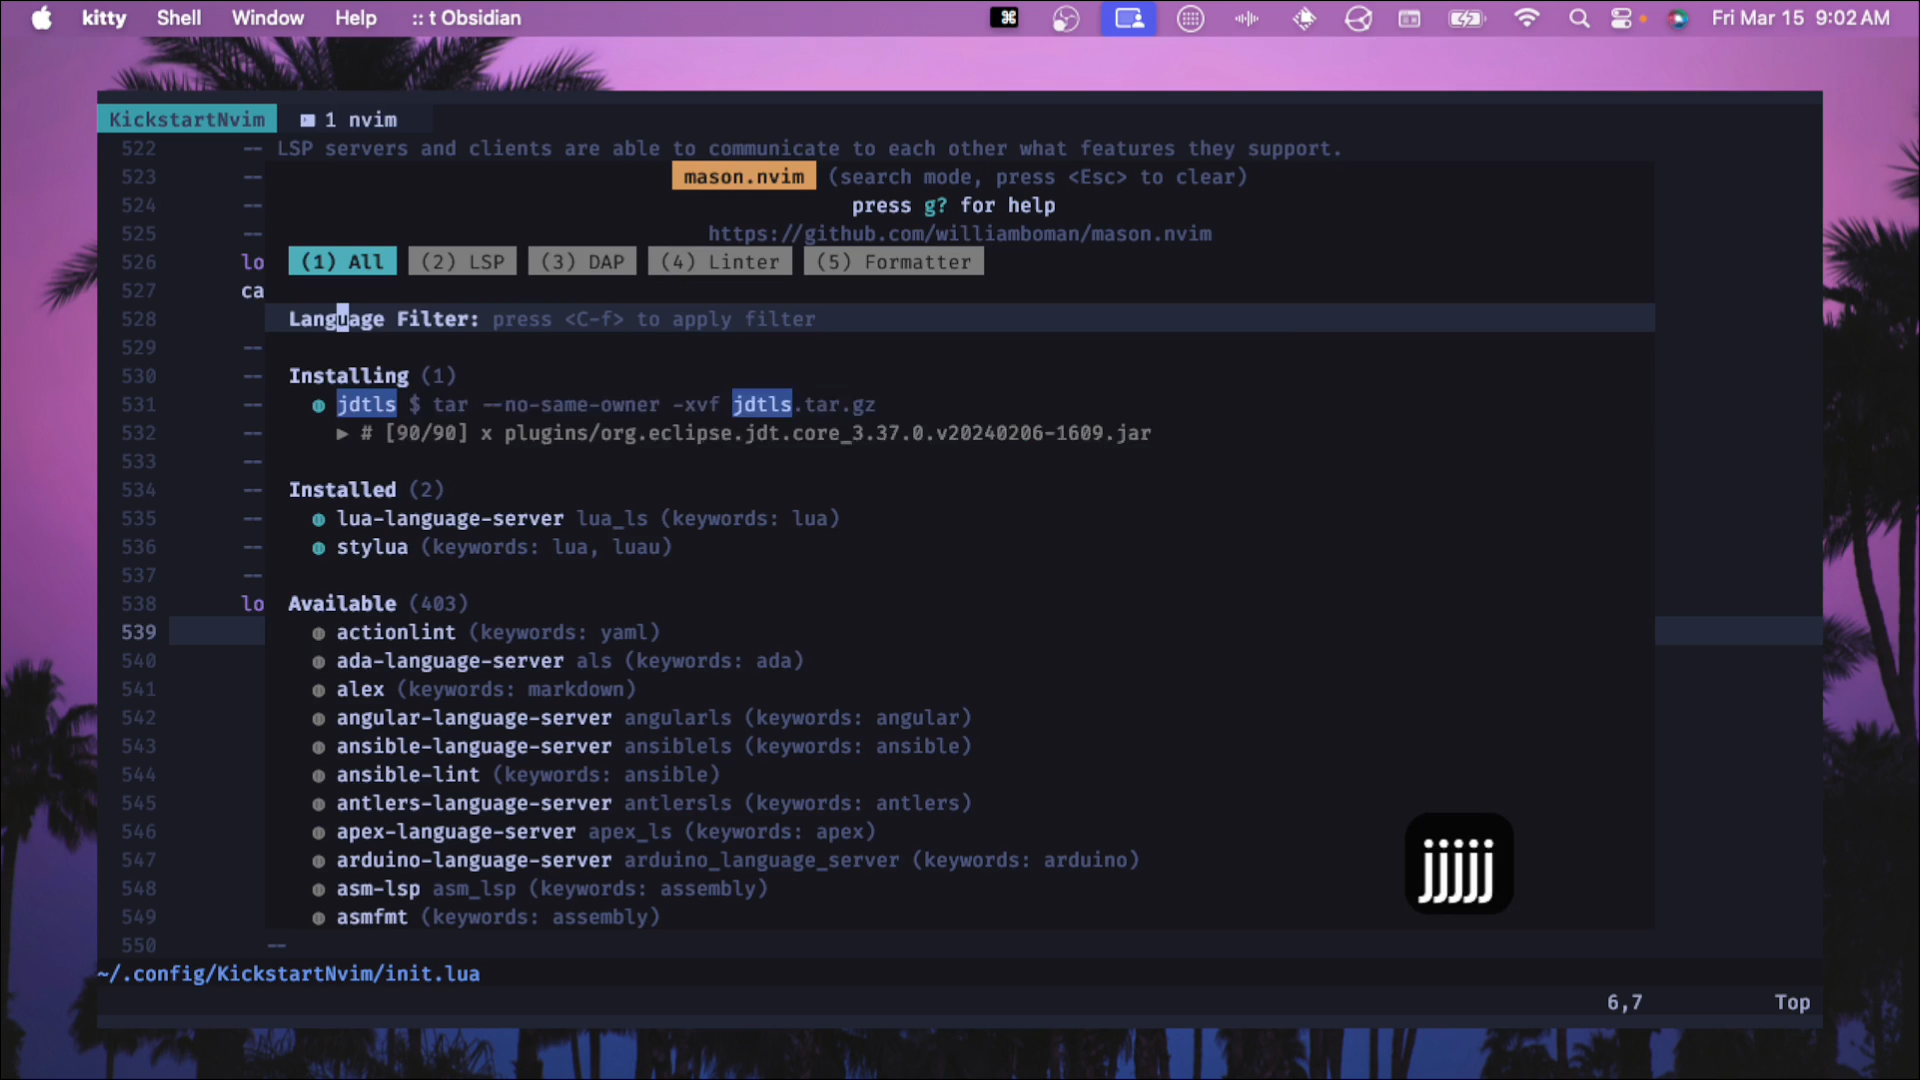 kitty Shell Window Help :: t Obsidian Fri Mar 15 9:02 AM
KickstartNvim 1 nvim
522 -- LSP servers and clients are able to communicate to each other what features they support.
523 -- mason.nvim (search mode, press <Esc> to clear)
524 -- press g? for help
525 -- https://github.com/williamboman/mason.nvim
526 lo (1) All (2) LSP (3) DAP (4) Linter (5) Formatter
527 ca
528 Language Filter: press <C-f> to apply filter
529 --
530 -- Installing (1)
531 -- jdtls $ tar --no-same-owner -xvf jdtls.tar.gz
532 -- ▶ # [90/90] x plugins/org.eclipse.jdt.core_3.37.0.v20240206-1609.jar
533 --
534 -- Installed (2)
535 -- lua-language-server lua_ls (keywords: lua)
536 -- stylua (keywords: lua, luau)
537 --
538 lo Available (403)
539 actionlint (keywords: yaml)
540 ada-language-server als (keywords: ada)
541 alex (keywords: markdown)
542 angular-language-server angularls (keywords: angular)
543 ansible-language-server ansiblels (keywords: ansible)
544 ansible-lint (keywords: ansible)
545 antlers-language-server antlersls (keywords: antlers)
546 apex-language-server apex_ls (keywords: apex)
547 arduino-language-server arduino_language_server (keywords: arduino)
548 asm-lsp asm_lsp (keywords: assembly)
549 asmfmt (keywords: assembly)
jjjjj
550 --
~/.config/KickstartNvim/init.lua
6,7 Top